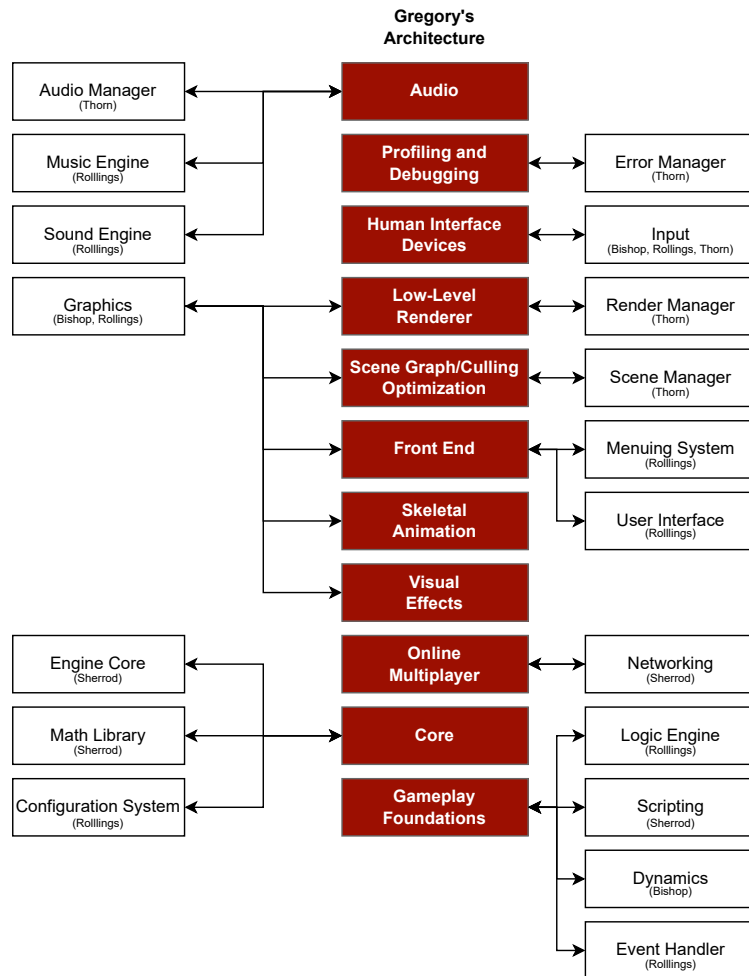 Gregory's
Architecture
Audio Manager
(Thorn)
Audio
Music Engine
(Rolllings)
Profiling and
Debugging
Error Manager
(Thorn)
Sound Engine
(Rolllings)
Human Interface
Devices
Input
(Bishop, Rollings, Thorn)
Graphics
(Bishop, Rollings)
Low-Level
Renderer
Render Manager
(Thorn)
Scene Graph/Culling
Optimization
Scene Manager
(Thorn)
Front End
Menuing System
(Rolllings)
Skeletal
Animation
User Interface
(Rolllings)
Visual
Effects
Engine Core
(Sherrod)
Online
Multiplayer
Networking
(Sherrod)
Math Library
(Sherrod)
Core
Logic Engine
(Rolllings)
Configuration System
(Rolllings)
Gameplay
Foundations
Scripting
(Sherrod)
Dynamics
(Bishop)
Event Handler
(Rolllings)